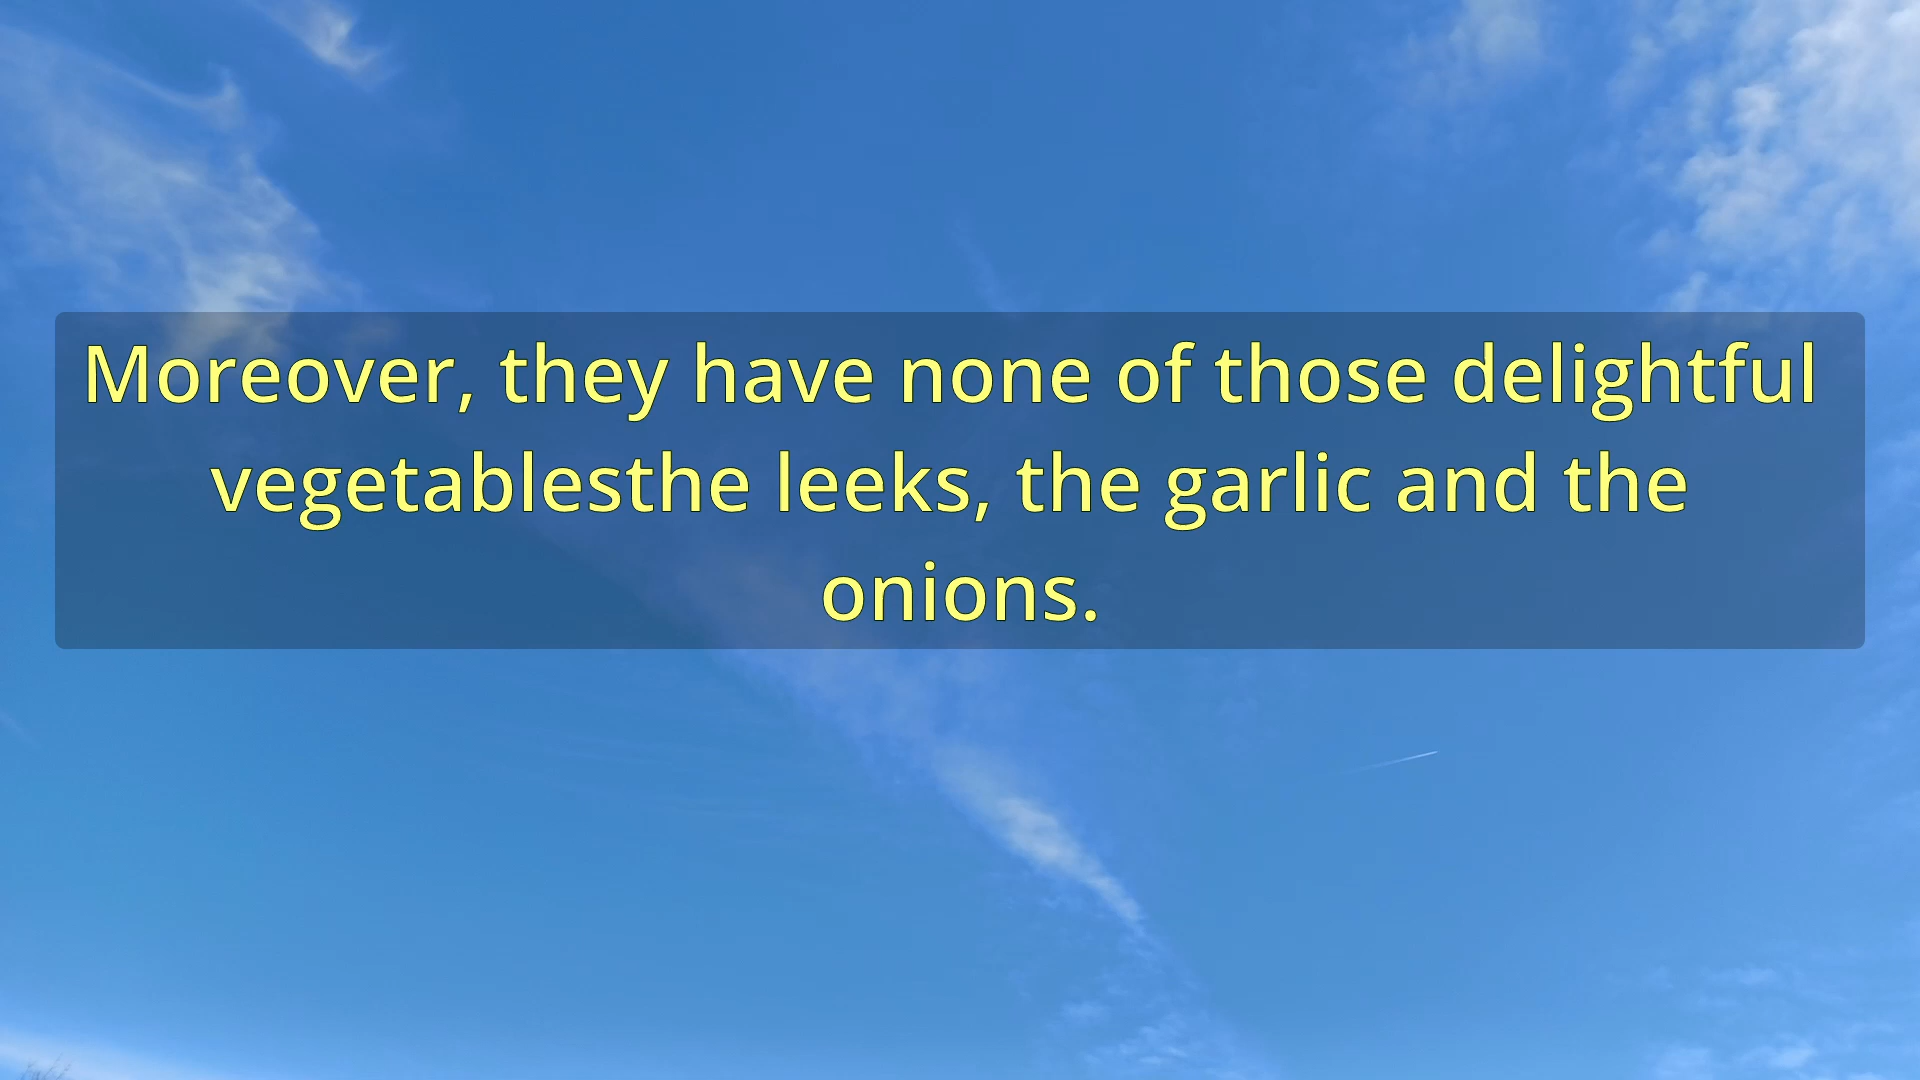 Moreover, they have none of those delightful
vegetablesthe leeks, the garlic and the
onions.